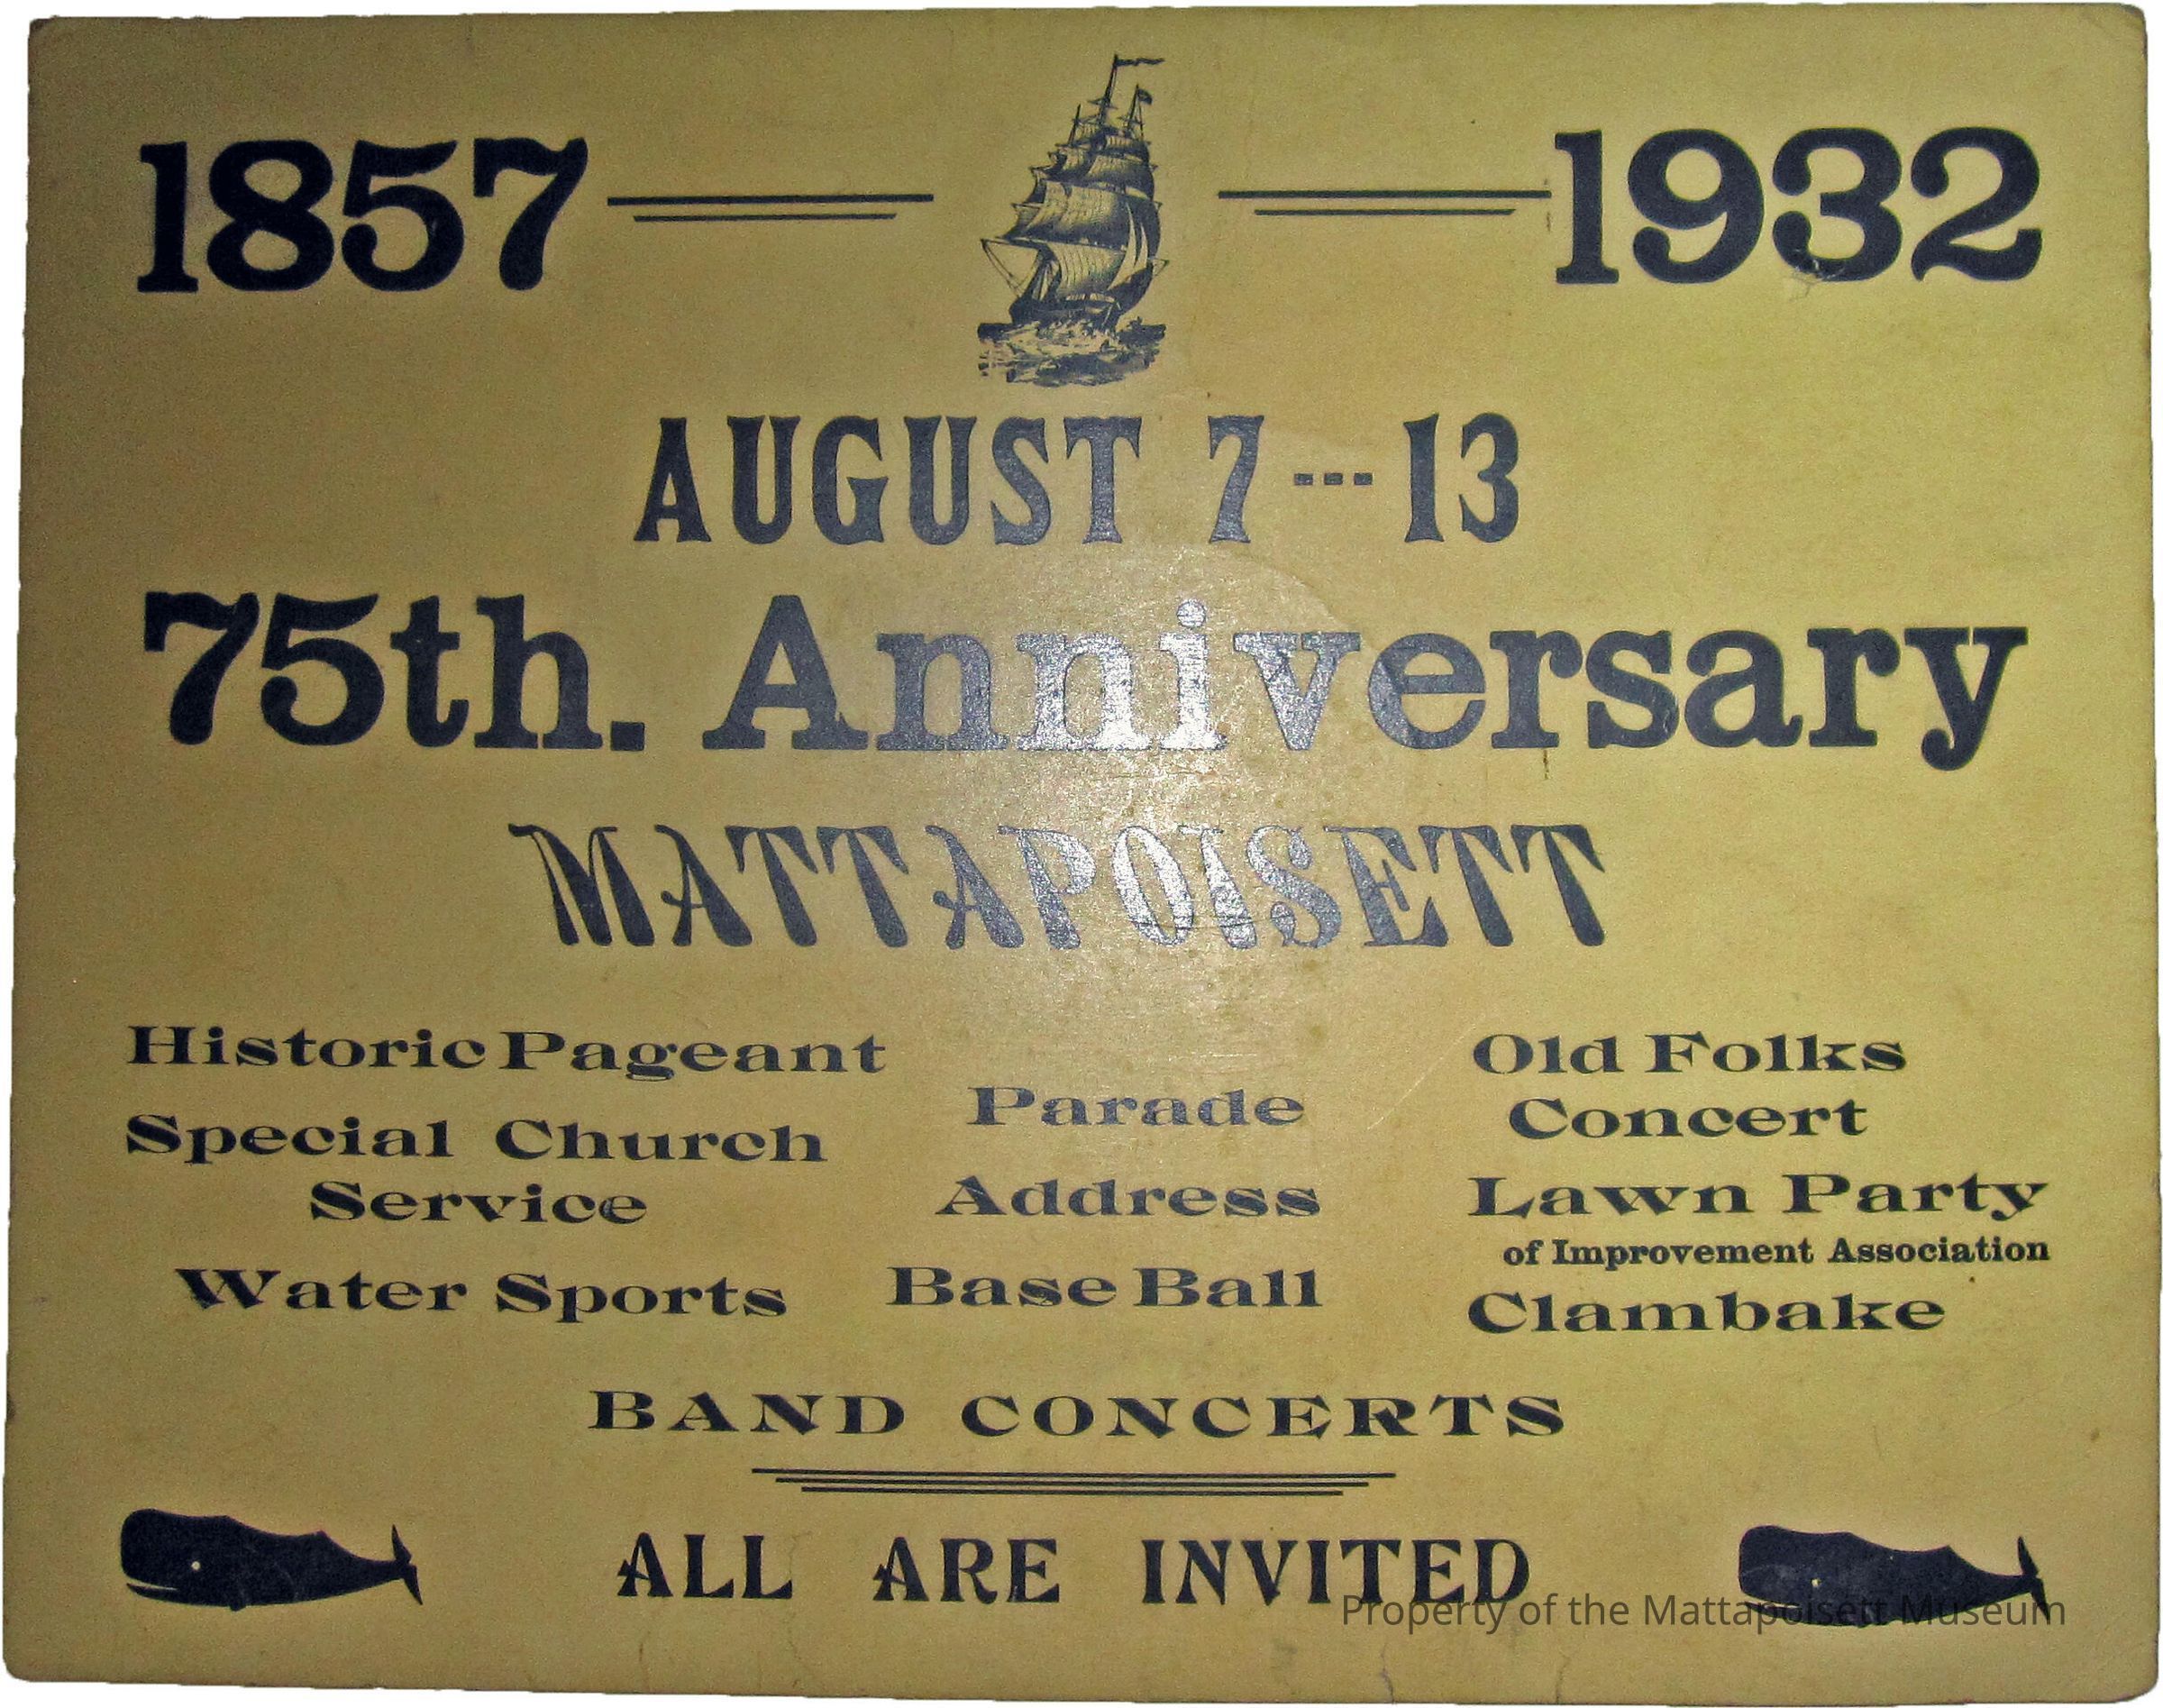 1857 1932
AUGUST 7---13
75th. Anniversary
MATTAPOISETT
Historic Pageant
Special Church
Service
Water Sports
Parade
Address
Base Ball
Old Folks
Concert
Lawn Party
of Improvement Association
Clambake
BAND CONCERTS
ALL ARE INVITED
Property of the Mattapoisett Museum